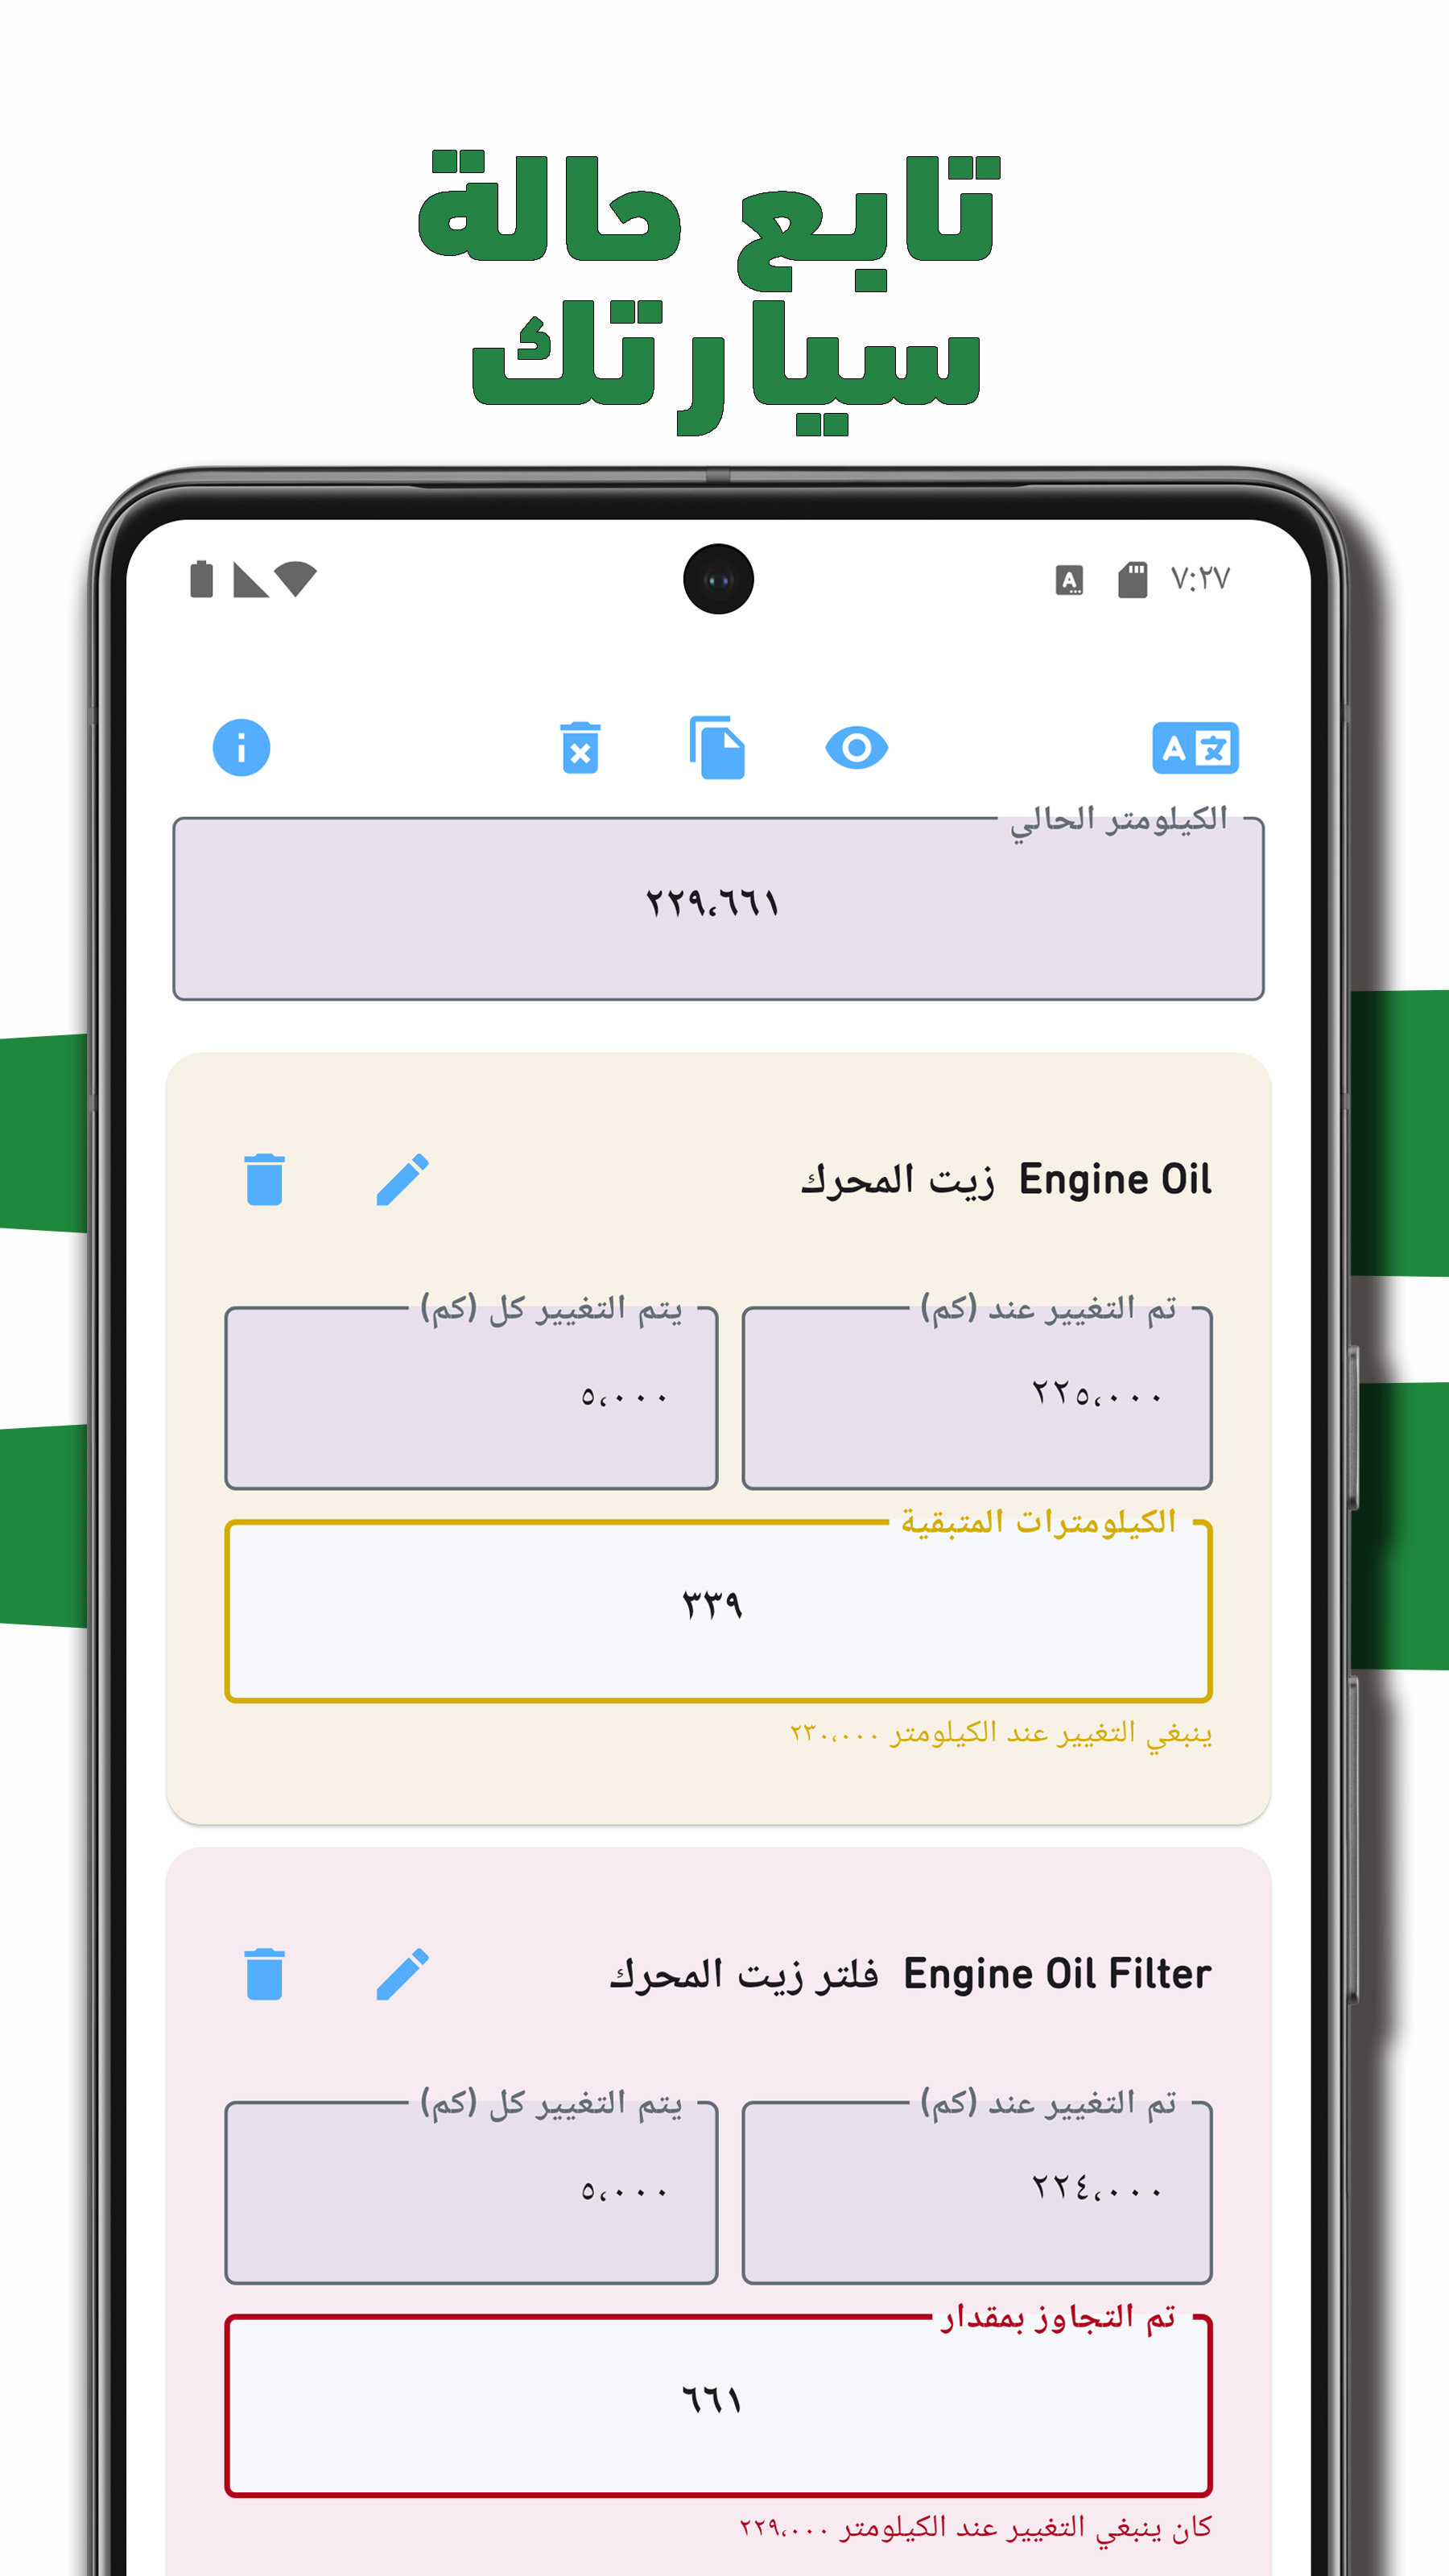 تابع حالة
سيارتك
٧:٢٧
الكيلومتر الحالي
٢٢٩،٦٦١
Engine Oil زيت المحرك
تم التغيير عند (كم)
يتم التغيير كل (كم)
٢٢٥،٠٠٠
٥،٠٠٠
الكيلومترات المتبقية
٣٣٩
ينبغي التغيير عند الكيلومتر ٢٣٠،٠٠٠
Engine Oil Filter فلتر زيت المحرك
تم التغيير عند (كم)
يتم التغيير كل (كم)
٢٢٤،٠٠٠
٥،٠٠٠
تم التجاوز بمقدار
٦٦١
كان ينبغي التغيير عند الكيلومتر ٢٢٩،٠٠٠